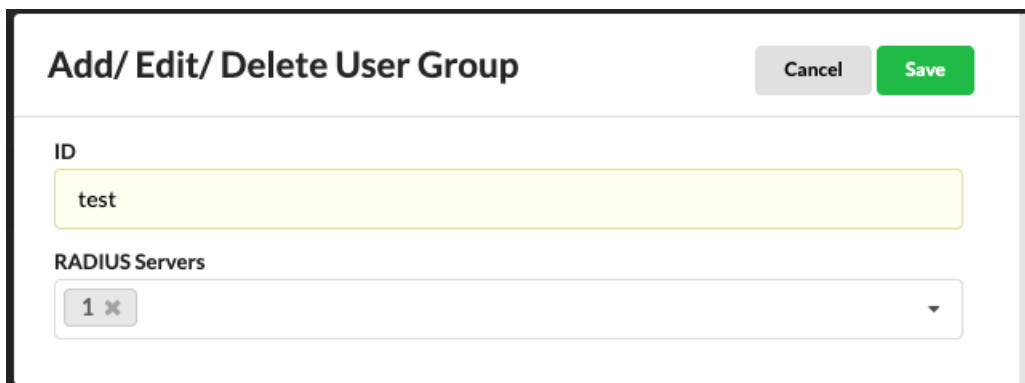 Add/ Edit/ Delete User Group
Cancel
Save
ID
test
RADIUS Servers
1